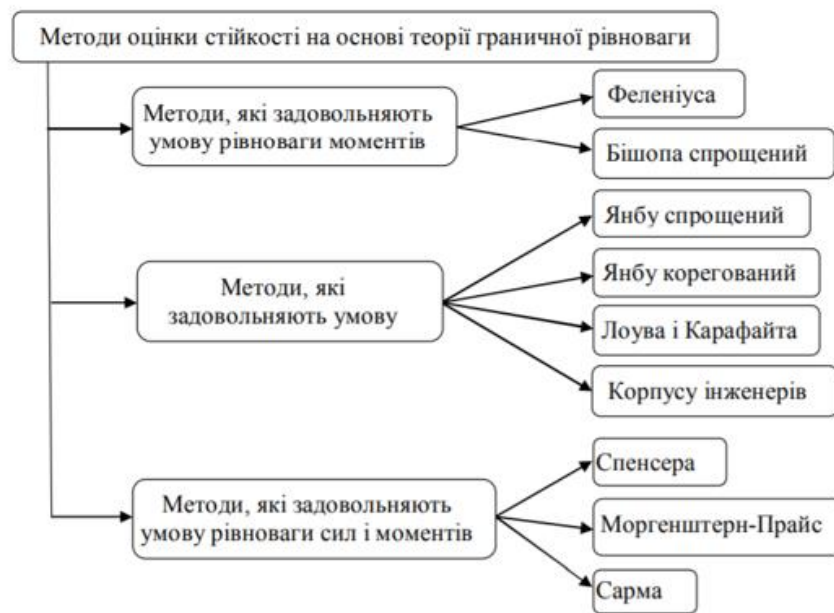 Методи оцінки стійкості на основі теорії граничної рівноваги
Методи, які задовольняють
умову рівноваги моментів
Феленіуса
Бішопа спрощений
Методи, які
задовольняють умову
Янбу спрощений
Янбу корегований
Лоува і Карафайта
Корпусу інженерів
Методи, які задовольняють
умову рівноваги сил і моментів
Спенсера
Моргенштерн-Прайс
Сарма